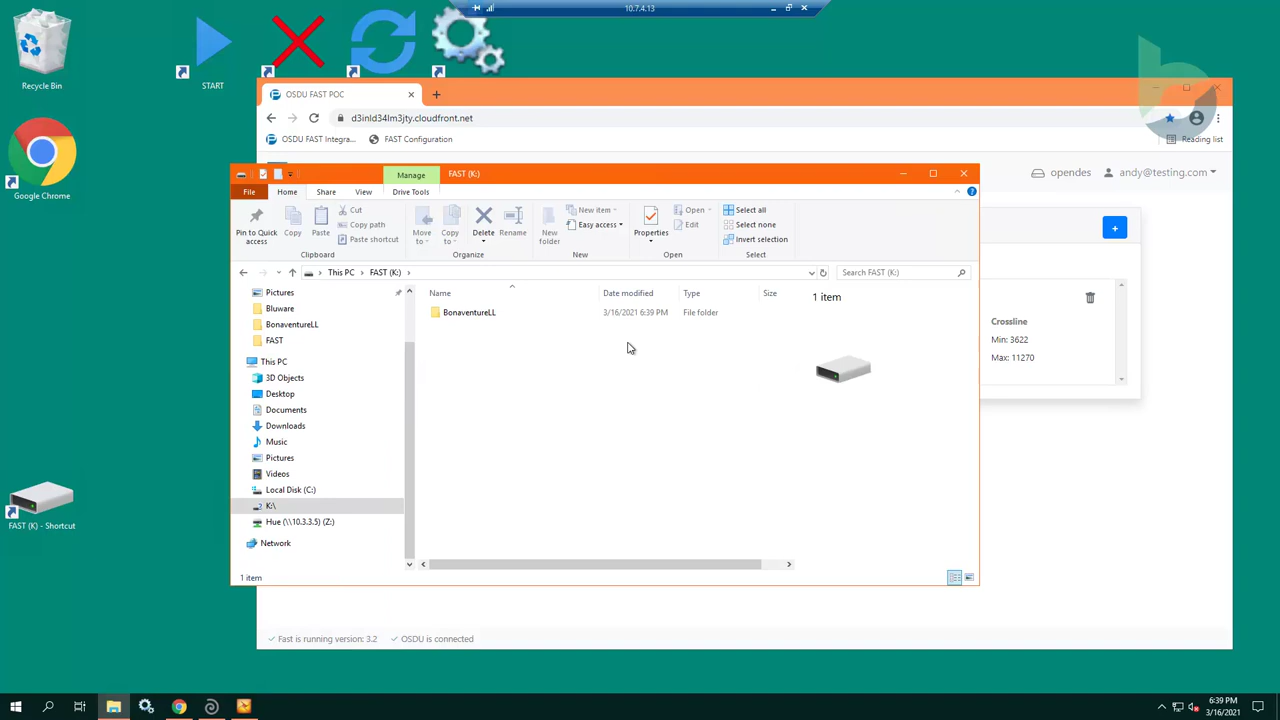 10.7.4.13
Recycle Bin
START
OSDU FAST POC
d3inld34lm3jty.cloudfront.net
OSDU FAST Integra...
FAST Configuration
Reading list
Google Chrome
Manage
FAST (K:)
File
Home
Share
View
Drive Tools
opendes
andy@testing.com
Pin to Quick access
Copy
Paste
Cut
Copy path
Paste shortcut
Move to
Copy to
Delete
Rename
New folder
New item
Easy access
Properties
Open
Edit
Select all
Select none
Invert selection
Clipboard
Organize
New
Open
Select
This PC
FAST (K:)
Search FAST (K:)
Pictures
Bluware
BonaventureLL
FAST
This PC
3D Objects
Desktop
Documents
Downloads
Music
Pictures
Videos
Local Disk (C:)
K:\
Hue (\\10.3.3.5) (Z:)
Network
Name
Date modified
Type
Size
BonaventureLL
3/16/2021 6:39 PM
File folder
1 item
Crossline
Min: 3622
Max: 11270
FAST (K) - Shortcut
1 item
Fast is running version: 3.2
OSDU is connected
6:39 PM
3/16/2021